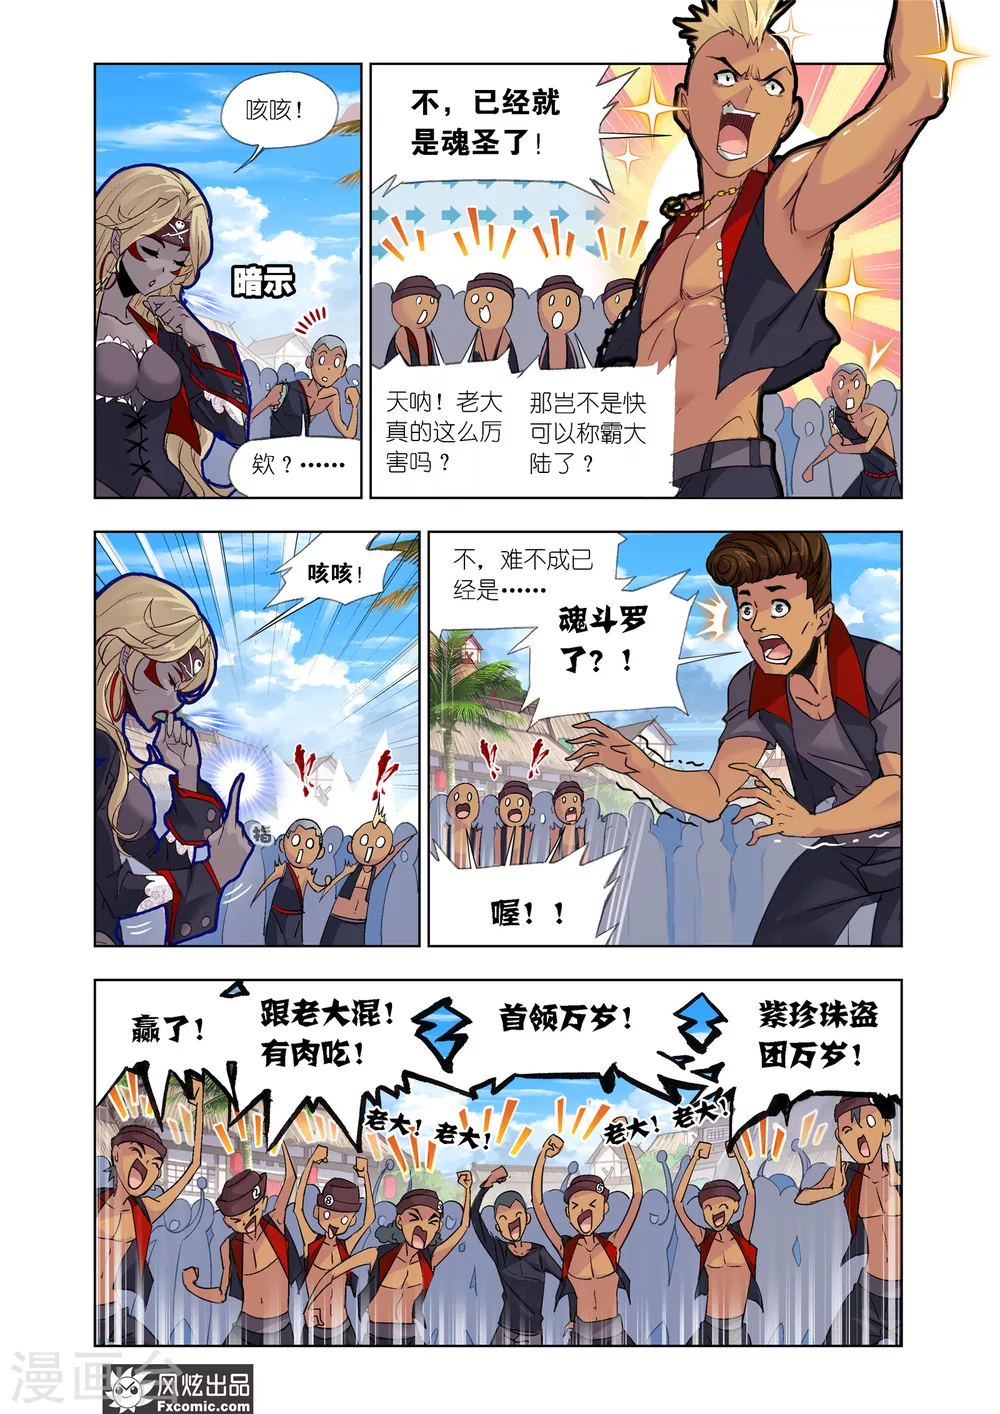 咳咳！
暗示
欸？……
不，已经就
是魂圣了！
天呐！老大
真的这么厉
害吗？
那岂不是快
可以称霸大
陆了？
咳咳！
指
不，难不成已
经是……
魂斗罗
了？！
喔！！
赢了！
跟老大混！
有肉吃！
首领万岁！
紫珍珠盗
团万岁！
老大！老大！
老大！老大！
漫画台
风炫出品
Fxcomic.com